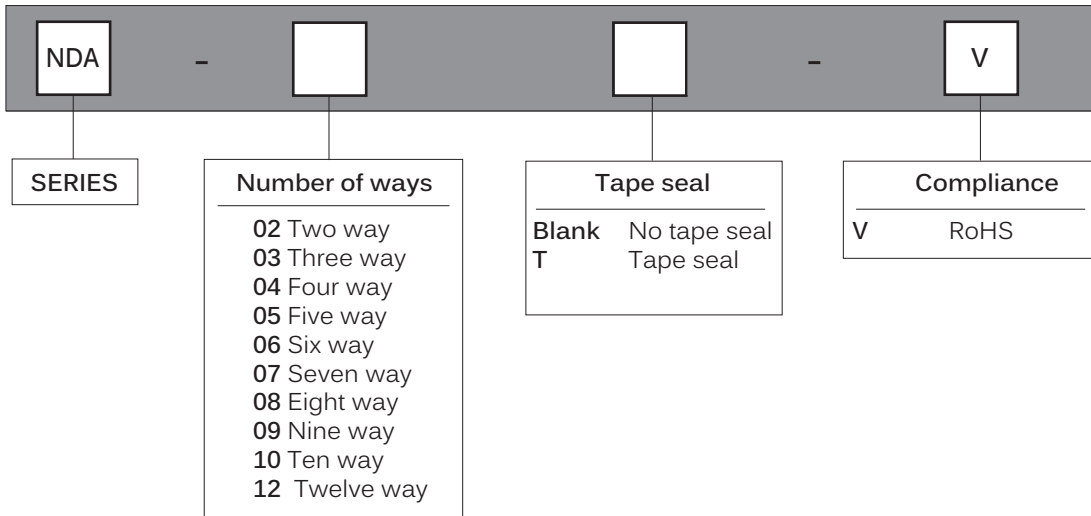 NDA - - V
SERIES
Number of ways
02 Two way
03 Three way
04 Four way
05 Five way
06 Six way
07 Seven way
08 Eight way
09 Nine way
10 Ten way
12 Twelve way
Tape seal
Blank No tape seal
T Tape seal
Compliance
V RoHS